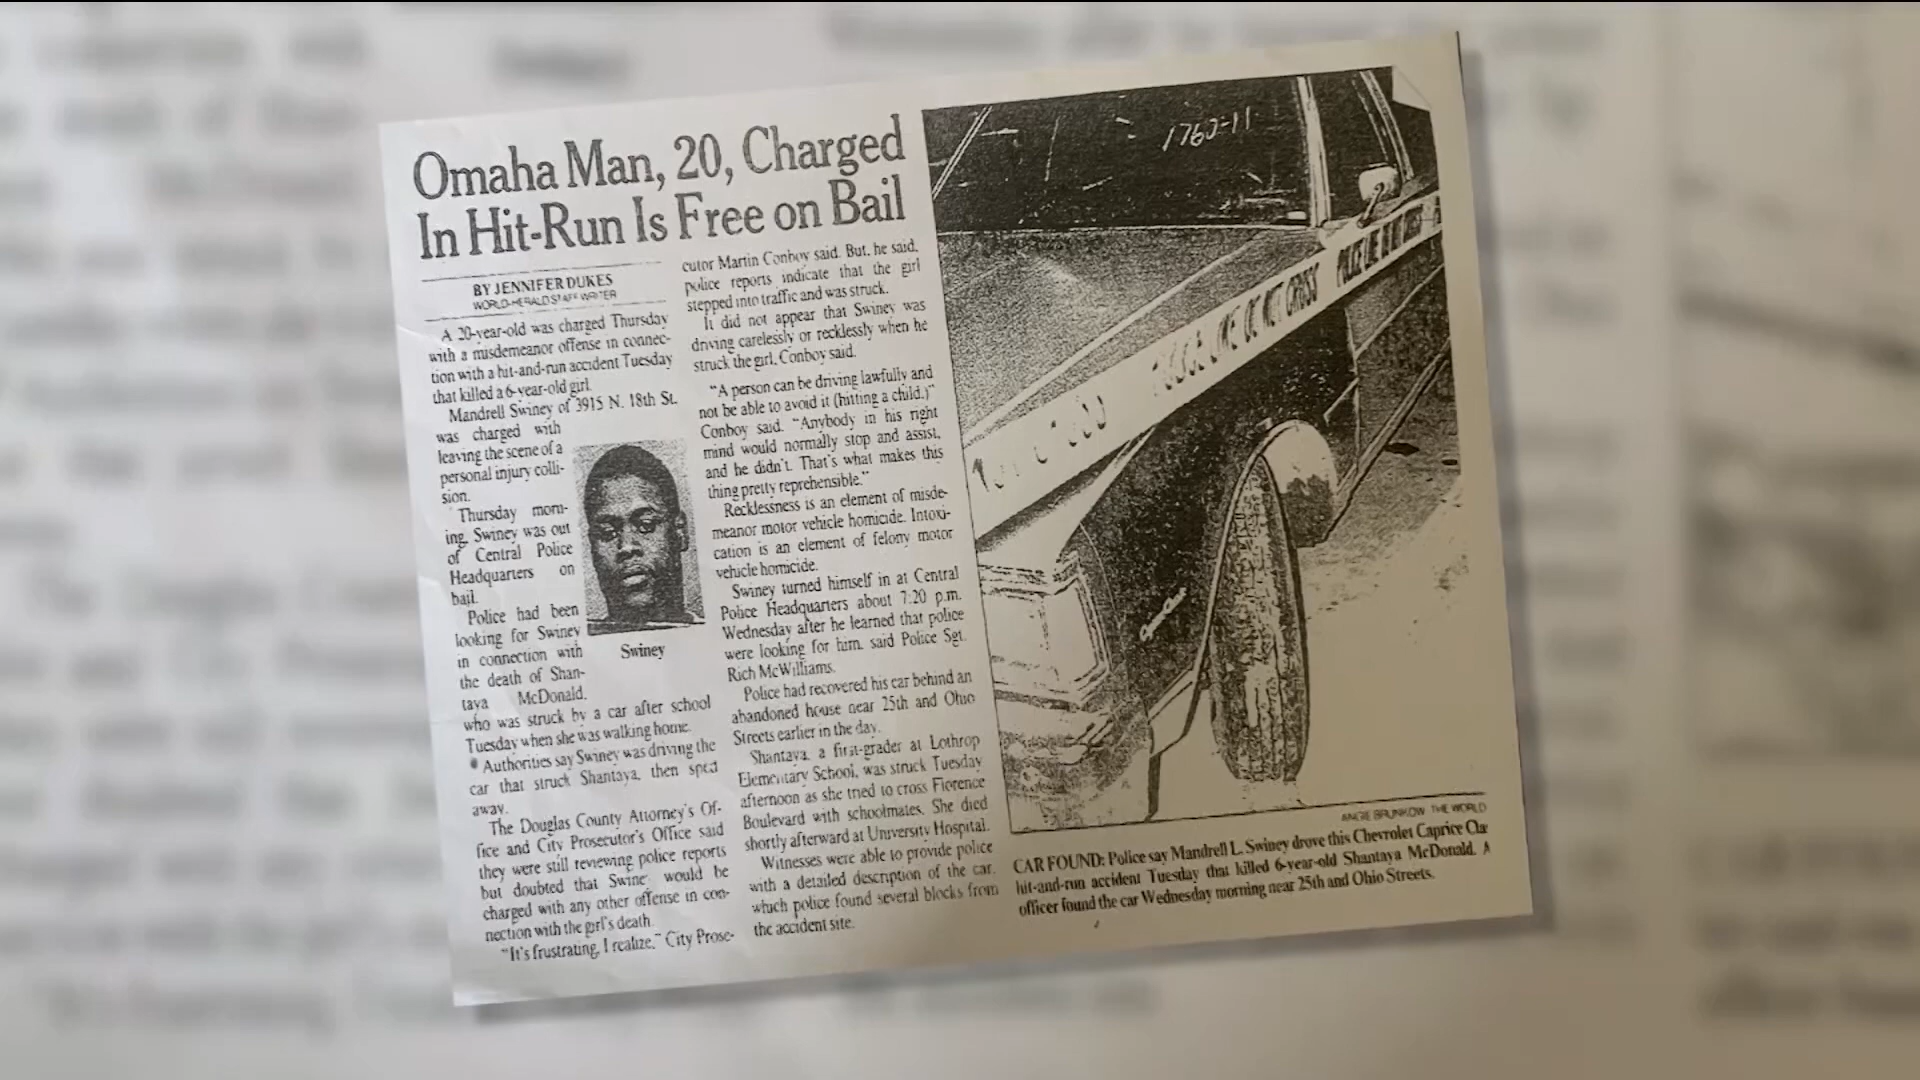 Omaha Man, 20, Charged
In Hit-Run Is Free on Bail
BY JENNIFER DUKES
WORLD-HERALD STAFF WRITER
A 20-year-old was charged Thursday
with a misdemeanor offense in connec-
tion with a hit-and-run accident Tuesday
that killed a 6-year-old girl.
Mandrell Swiney of 3915 N. 18th St.
was charged with
leaving the scene of a
personal injury colli-
sion.
Thursday morn-
ing, Swiney was out
of Central Police
Headquarters on
bail.
Police had been
looking for Swiney
in connection with
the death of Shan-
taya McDonald,
who was struck by a car after school
Tuesday when she was walking home.
Authorities say Swiney was driving the
car that struck Shantaya, then sped
away.
The Douglas County Attorney's Of-
fice and City Prosecutor's Office said
they were still reviewing police reports
but doubted that Swine would be
charged with any other offense in con-
nection with the girl's death.
"It's frustrating, I realize," City Prose-
Swiney
cutor Martin Conboy said. But, he said,
police reports indicate that the girl
stepped into traffic and was struck.
It did not appear that Swiney was
driving carelessly or recklessly when he
struck the girl, Conboy said.
"A person can be driving lawfully and
not be able to avoid it (hitting a child,)"
Conboy said. "Anybody in his right
mind would normally stop and assist,
and he didn't. That's what makes this
thing pretty reprehensible."
Recklessness is an element of misde-
meanor motor vehicle homicide. Intoxi-
cation is an element of felony motor
vehicle homicide.
Swiney turned himself in at Central
Police Headquarters about 7:20 p.m.
Wednesday after he learned that police
were looking for him, said Police Sgt.
Rich McWilliams.
Police had recovered his car behind an
abandoned house near 25th and Ohio
Streets earlier in the day.
Shantaya, a first-grader at Lothrop
Elementary School, was struck Tuesday
afternoon as she tried to cross Florence
Boulevard with schoolmates. She died
shortly afterward at University Hospital.
Witnesses were able to provide police
with a detailed description of the car,
which police found several blocks from
the accident site.
1760-11
POLICE LINE DO NOT CROSS POLICE LINE DO NOT CROSS
Caprice Classic
ANGIE BRUNKOW THE WORLD
CAR FOUND: Police say Mandrell L. Swiney drove this Chevrolet Caprice Cla
hit-and-run accident Tuesday that killed 6-year-old Shantaya McDonald. A
officer found the car Wednesday morning near 25th and Ohio Streets.